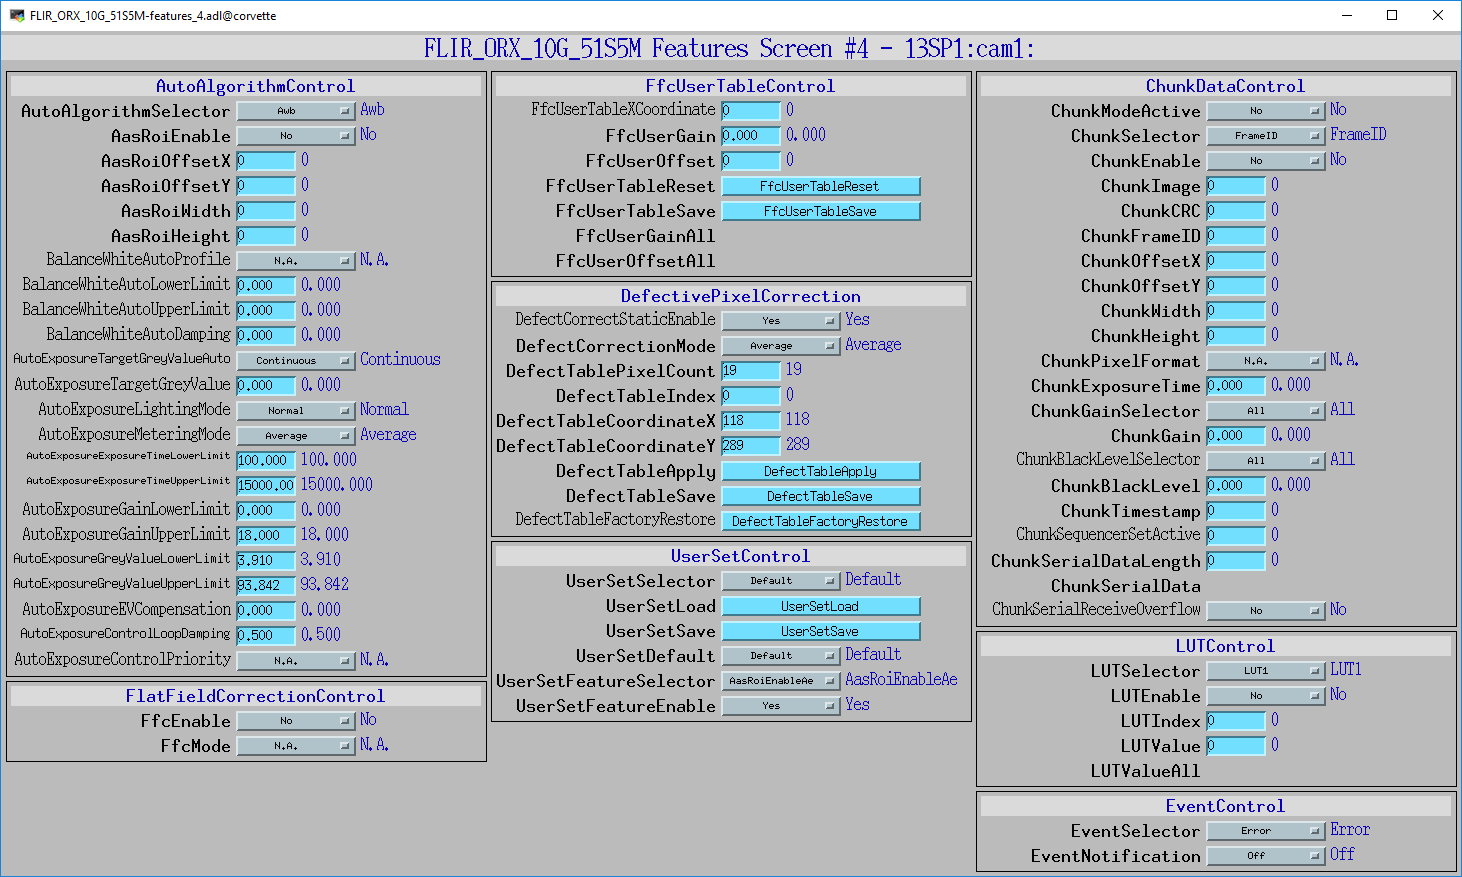 FLIR_ORX_10G_51S5M-features_4.adl@corvette
FLIR_ORX_10G_51S5M Features Screen #4 - 13SP1:cam1:
AutoAlgorithmControl
AutoAlgorithmSelector Awb Awb
AasRoiEnable No No
AasRoiOffsetX 0 0
AasRoiOffsetY 0 0
AasRoiWidth 0 0
AasRoiHeight 0 0
BalanceWhiteAutoProfile N.A. N.A.
BalanceWhiteAutoLowerLimit 0.000 0.000
BalanceWhiteAutoUpperLimit 0.000 0.000
BalanceWhiteAutoDamping 0.000 0.000
AutoExposureTargetGreyValueAuto Continuous Continuous
AutoExposureTargetGreyValue 0.000 0.000
AutoExposureLightingMode Normal Normal
AutoExposureMeteringMode Average Average
AutoExposureExposureTimeLowerLimit 100.000 100.000
AutoExposureExposureTimeUpperLimit 15000.00 15000.000
AutoExposureGainLowerLimit 0.000 0.000
AutoExposureGainUpperLimit 18.000 18.000
AutoExposureGreyValueLowerLimit 3.910 3.910
AutoExposureGreyValueUpperLimit 93.842 93.842
AutoExposureEVCompensation 0.000 0.000
AutoExposureControlLoopDamping 0.500 0.500
AutoExposureControlPriority N.A. N.A.
FlatFieldCorrectionControl
FfcEnable No No
FfcMode N.A. N.A.
FfcUserTableControl
FfcUserTableXCoordinate 0 0
FfcUserGain 0.000 0.000
FfcUserOffset 0 0
FfcUserTableReset FfcUserTableReset
FfcUserTableSave FfcUserTableSave
FfcUserGainAll
FfcUserOffsetAll
DefectivePixelCorrection
DefectCorrectStaticEnable Yes Yes
DefectCorrectionMode Average Average
DefectTablePixelCount 19 19
DefectTableIndex 0 0
DefectTableCoordinateX 118 118
DefectTableCoordinateY 289 289
DefectTableApply DefectTableApply
DefectTableSave DefectTableSave
DefectTableFactoryRestore DefectTableFactoryRestore
UserSetControl
UserSetSelector Default Default
UserSetLoad UserSetLoad
UserSetSave UserSetSave
UserSetDefault Default Default
UserSetFeatureSelector AasRoiEnableAe AasRoiEnableAe
UserSetFeatureEnable Yes Yes
ChunkDataControl
ChunkModeActive No No
ChunkSelector FrameID FrameID
ChunkEnable No No
ChunkImage 0 0
ChunkCRC 0 0
ChunkFrameID 0 0
ChunkOffsetX 0 0
ChunkOffsetY 0 0
ChunkWidth 0 0
ChunkHeight 0 0
ChunkPixelFormat N.A. N.A.
ChunkExposureTime 0.000 0.000
ChunkGainSelector All All
ChunkGain 0.000 0.000
ChunkBlackLevelSelector All All
ChunkBlackLevel 0.000 0.000
ChunkTimestamp 0 0
ChunkSequencerSetActive 0 0
ChunkSerialDataLength 0 0
ChunkSerialData
ChunkSerialReceiveOverflow No No
LUTControl
LUTSelector LUT1 LUT1
LUTEnable No No
LUTIndex 0 0
LUTValue 0 0
LUTValueAll
EventControl
EventSelector Error Error
EventNotification Off Off